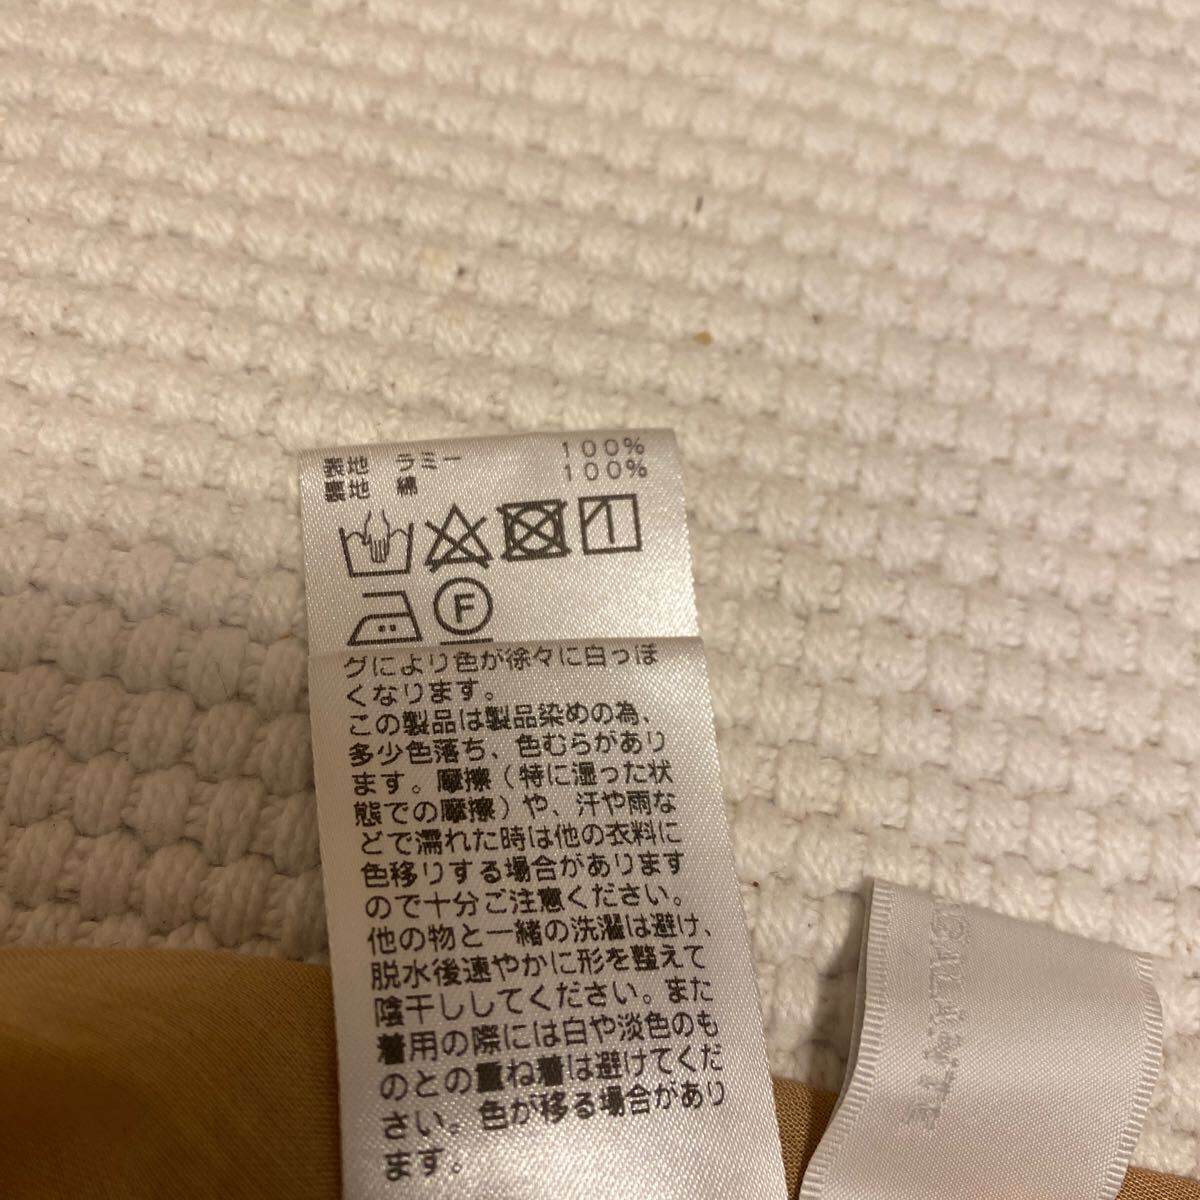 表地 ラミー 100%
裏地 綿 100%
F
グにより色が徐々に白っぽ
くなります。
この製品は製品染めの為、
多少色落ち、色むらがあり
ます。摩擦(特に湿った状
態での摩擦)や、汗や雨な
どで濡れた時は他の衣料に
色移りする場合があります
ので十分ご注意ください。
他の物と一緒の洗濯は避け、
脱水後速やかに形を整えて
陰干ししてください。また
着用の際には白や淡色のも
のとの重ね着は避けてくだ
さい。色が移る場合があり
ます。